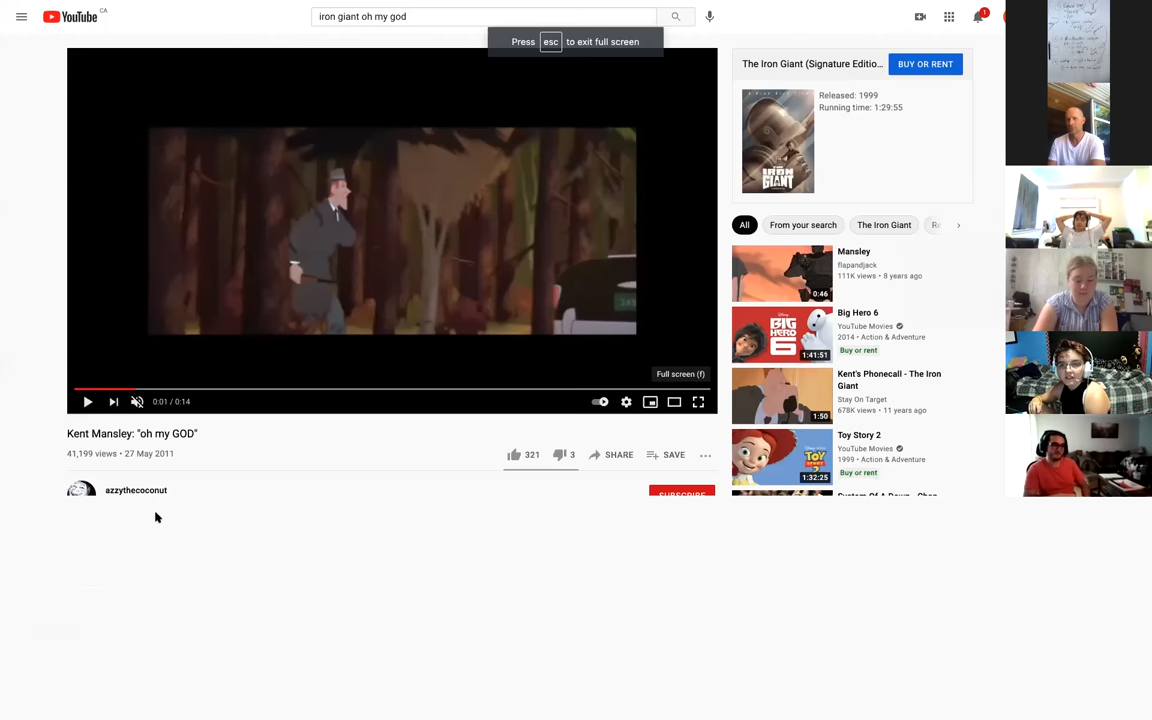 YouTube CA
iron giant oh my god
1
Press esc to exit full screen
The Iron Giant (Signature Editio...
BUY OR RENT
Released: 1999
Running time: 1:29:55
THE IRON GIANT
All
From your search
The Iron Giant
Re
Mansley
flapandjack
111K views • 8 years ago
0:46
Big Hero 6
YouTube Movies
2014 • Action & Adventure
Buy or rent
BIG HERO 6
1:41:51
Kent's Phonecall - The Iron
Giant
Stay On Target
678K views • 11 years ago
1:50
Toy Story 2
YouTube Movies
1999 • Action & Adventure
Buy or rent
1:32:25
Full screen (f)
0:01 / 0:14
Kent Mansley: "oh my GOD"
41,199 views • 27 May 2011
321
3
SHARE
SAVE
azzythecoconut
SUBSCRIBE